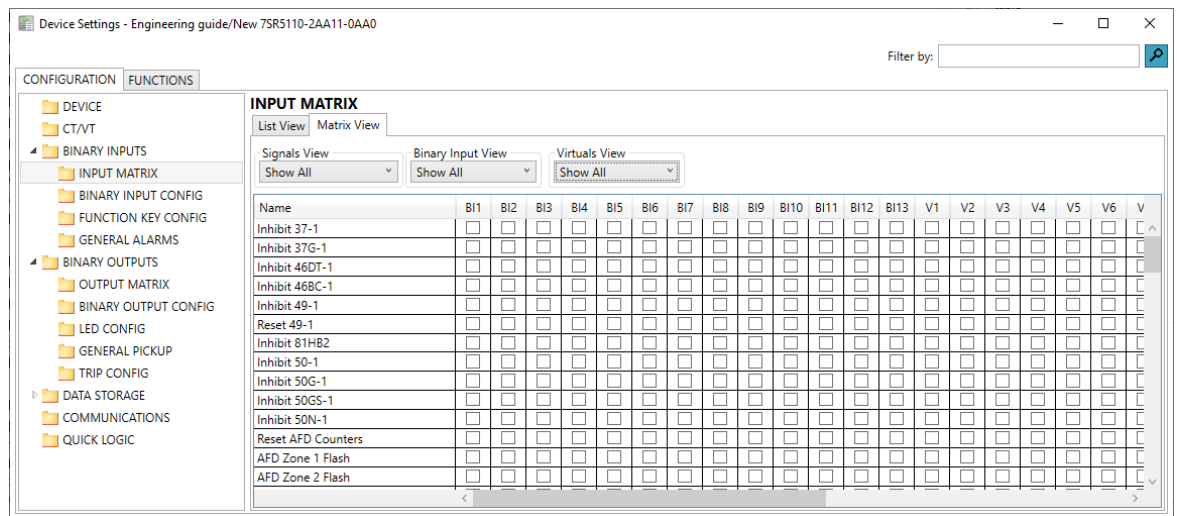 Device Settings - Engineering guide/New 7SR5110-2AA11-0AA0
Filter by:
CONFIGURATION FUNCTIONS
DEVICE
CT/VT
BINARY INPUTS
INPUT MATRIX
BINARY INPUT CONFIG
FUNCTION KEY CONFIG
GENERAL ALARMS
BINARY OUTPUTS
OUTPUT MATRIX
BINARY OUTPUT CONFIG
LED CONFIG
GENERAL PICKUP
TRIP CONFIG
DATA STORAGE
COMMUNICATIONS
QUICK LOGIC
INPUT MATRIX
List View Matrix View
Signals View Binary Input View Virtuals View
Show All Show All Show All
Name BI1 BI2 BI3 BI4 BI5 BI6 BI7 BI8 BI9 BI10 BI11 BI12 BI13 V1 V2 V3 V4 V5 V6 V
Inhibit 37-1
Inhibit 37G-1
Inhibit 46DT-1
Inhibit 46BC-1
Inhibit 49-1
Reset 49-1
Inhibit 81HB2
Inhibit 50-1
Inhibit 50G-1
Inhibit 50GS-1
Inhibit 50N-1
Reset AFD Counters
AFD Zone 1 Flash
AFD Zone 2 Flash